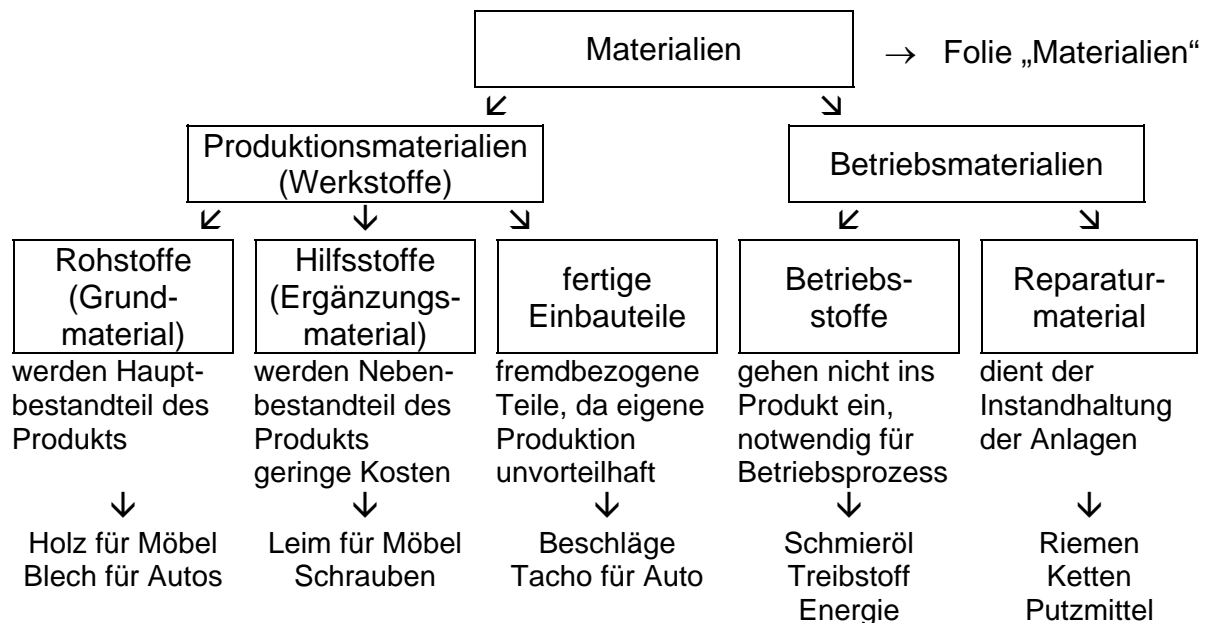 Materialien → Folie „Materialien“
Produktionsmaterialien
(Werkstoffe)
Betriebsmaterialien
Rohstoffe
(Grund-
material)
werden Haupt-
bestandteil des
Produkts
Holz für Möbel
Blech für Autos
Hilfsstoffe
(Ergänzungs-
material)
werden Neben-
bestandteil des
Produkts
geringe Kosten
Leim für Möbel
Schrauben
fertige
Einbauteile
fremdbezogene
Teile, da eigene
Produktion
unvorteilhaft
Beschläge
Tacho für Auto
Betriebs-
stoffe
gehen nicht ins
Produkt ein,
notwendig für
Betriebsprozess
Schmieröl
Treibstoff
Energie
Reparatur-
material
dient der
Instandhaltung
der Anlagen
Riemen
Ketten
Putzmittel